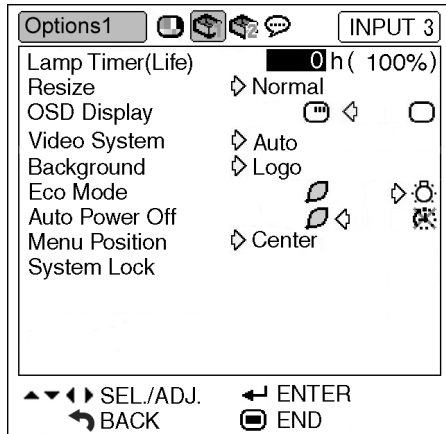 Options1 INPUT 3
Lamp Timer(Life) 0 h ( 100%)
Resize Normal
OSD Display
Video System Auto
Background Logo
Eco Mode
Auto Power Off
Menu Position Center
System Lock
SEL./ADJ. ENTER
BACK END